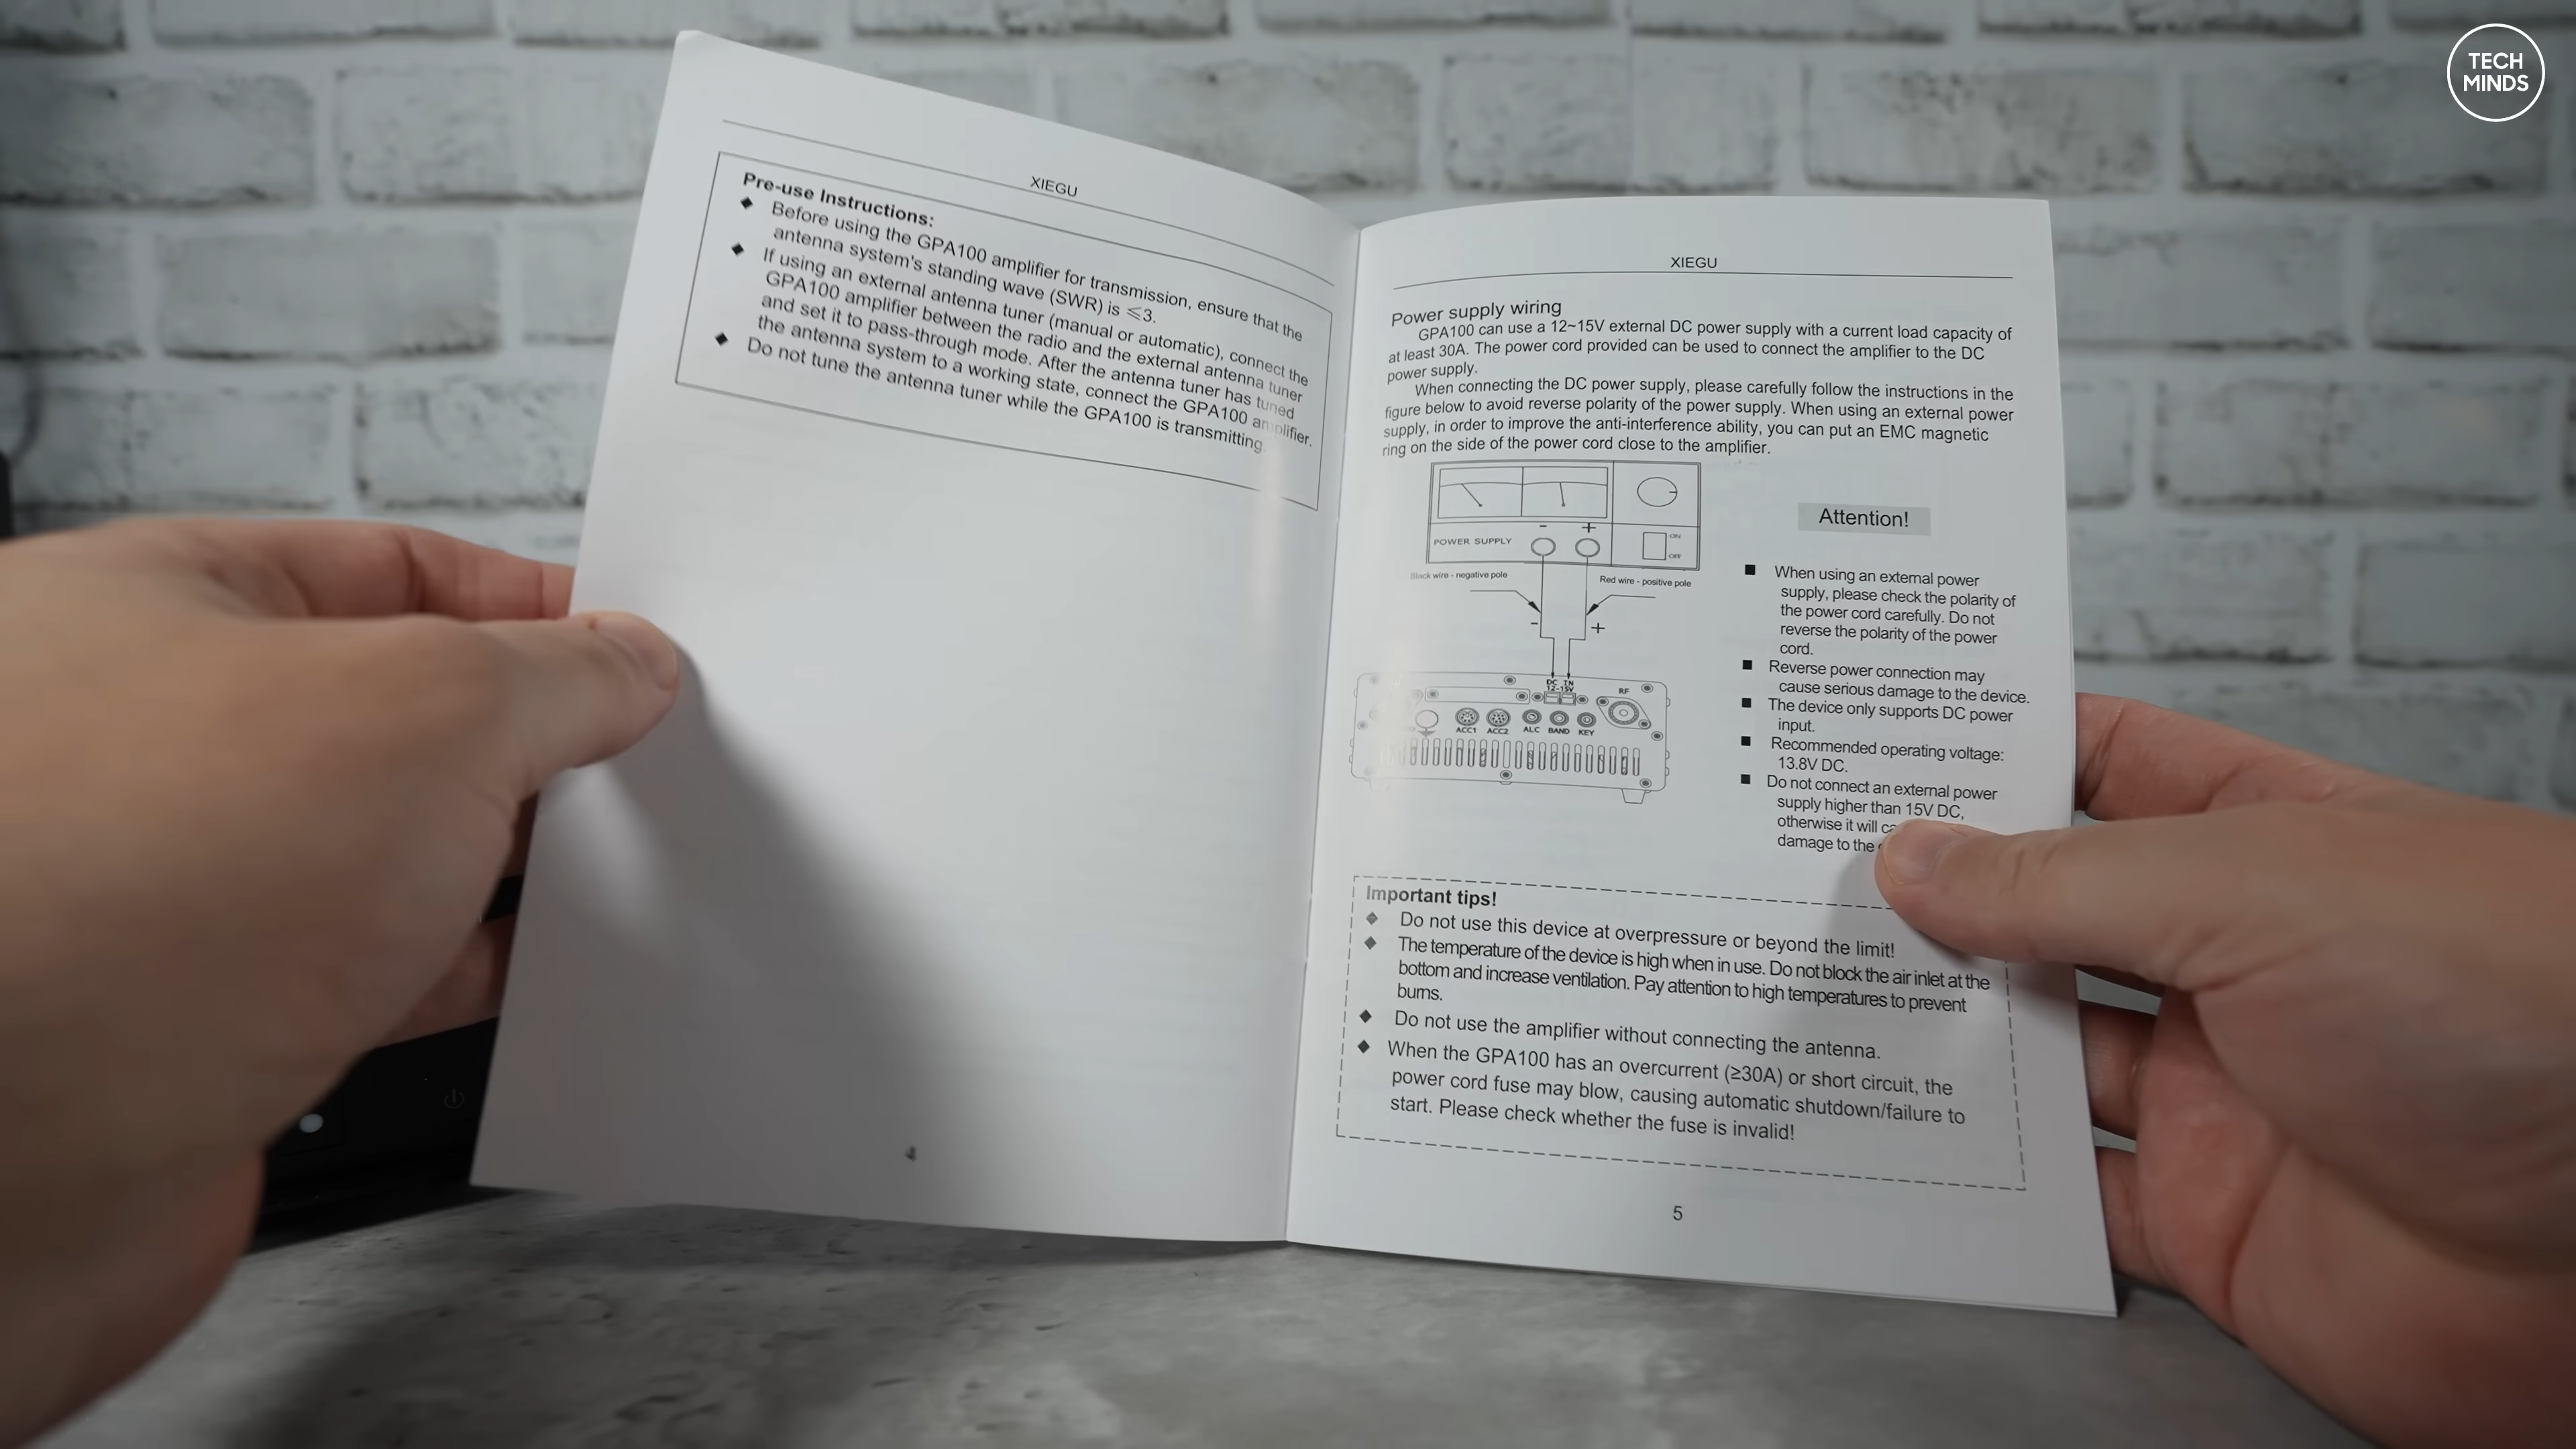 TECH
MINDS
XIEGU
Pre-use Instructions:
◆ Before using the GPA100 amplifier for transmission, ensure that the
antenna system's standing wave (SWR) is ⩽3.
◆ If using an external antenna tuner (manual or automatic), connect the
GPA100 amplifier between the radio and the external antenna tuner
and set it to pass-through mode. After the antenna tuner has tuned
the antenna system to a working state, connect the GPA100 amplifier.
◆ Do not tune the antenna tuner while the GPA100 is transmitting.
4
XIEGU
Power supply wiring
GPA100 can use a 12~15V external DC power supply with a current load capacity of
at least 30A. The power cord provided can be used to connect the amplifier to the DC
power supply.
When connecting the DC power supply, please carefully follow the instructions in the
figure below to avoid reverse polarity of the power supply. When using an external power
supply, in order to improve the anti-interference ability, you can put an EMC magnetic
ring on the side of the power cord close to the amplifier.
- +
POWER SUPPLY
ON
OFF
Black wire - negative pole
Red wire - positive pole
- +
DC IN
12-15V
RF
ACC1 ACC2 ALC BAND KEY
Attention!
■ When using an external power
supply, please check the polarity of
the power cord carefully. Do not
reverse the polarity of the power
cord.
■ Reverse power connection may
cause serious damage to the device.
■ The device only supports DC power
input.
■ Recommended operating voltage:
13.8V DC.
■ Do not connect an external power
supply higher than 15V DC,
otherwise it will
damage to the
Important tips!
◆ Do not use this device at overpressure or beyond the limit!
◆ The temperature of the device is high when in use. Do not block the air inlet at the
bottom and increase ventilation. Pay attention to high temperatures to prevent
burns.
◆ Do not use the amplifier without connecting the antenna.
◆ When the GPA100 has an overcurrent (≥30A) or short circuit, the
power cord fuse may blow, causing automatic shutdown/failure to
start. Please check whether the fuse is invalid!
5